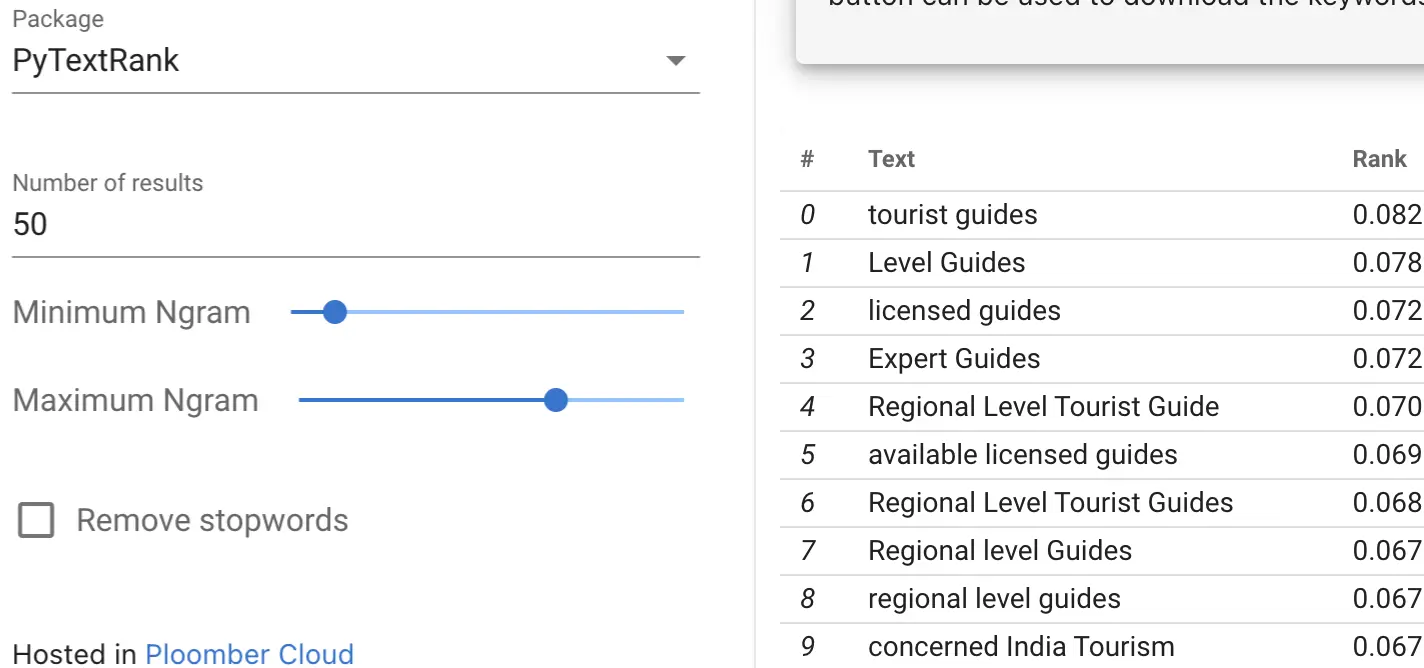 Package
PyTextRank
Number of results
50
Minimum Ngram
Maximum Ngram
Remove stopwords
Hosted in Ploomber Cloud
button can be used to download the keywords
# Text Rank
0 tourist guides 0.082
1 Level Guides 0.078
2 licensed guides 0.072
3 Expert Guides 0.072
4 Regional Level Tourist Guide 0.070
5 available licensed guides 0.069
6 Regional Level Tourist Guides 0.068
7 Regional level Guides 0.067
8 regional level guides 0.067
9 concerned India Tourism 0.067